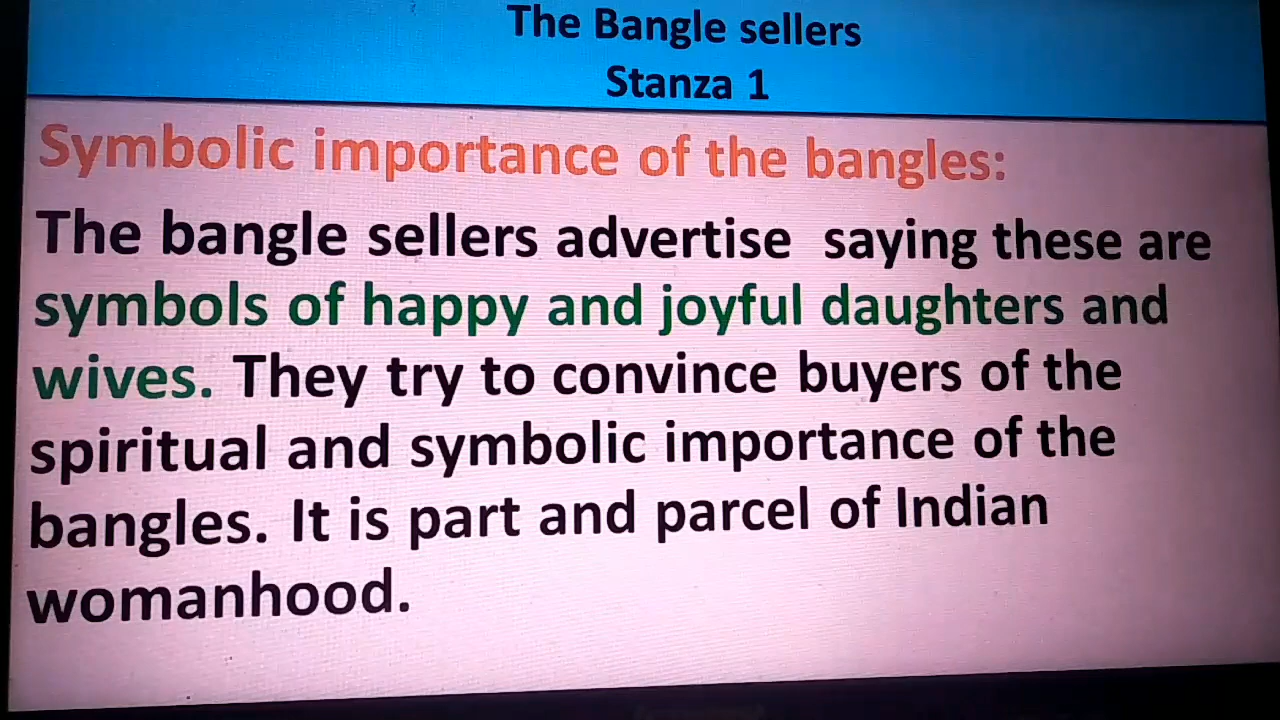 The Bangle sellers
Stanza 1
Symbolic importance of the bangles:
The bangle sellers advertise saying these are
symbols of happy and joyful daughters and
wives. They try to convince buyers of the
spiritual and symbolic importance of the
bangles. It is part and parcel of Indian
womanhood.